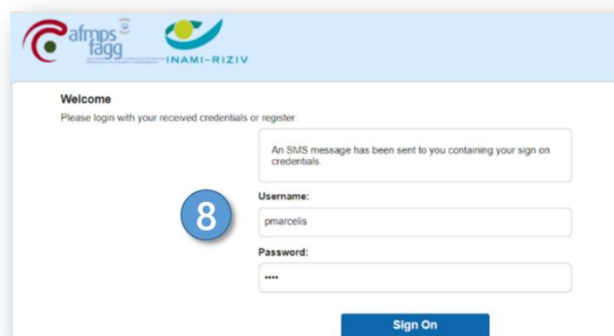 afmps
fagg
INAMI-RIZIV
Welcome
Please login with your received credentials or register:
An SMS message has been sent to you containing your sign on
credentials.
8
Username:
pmarcelis
Password:
••••
Sign On